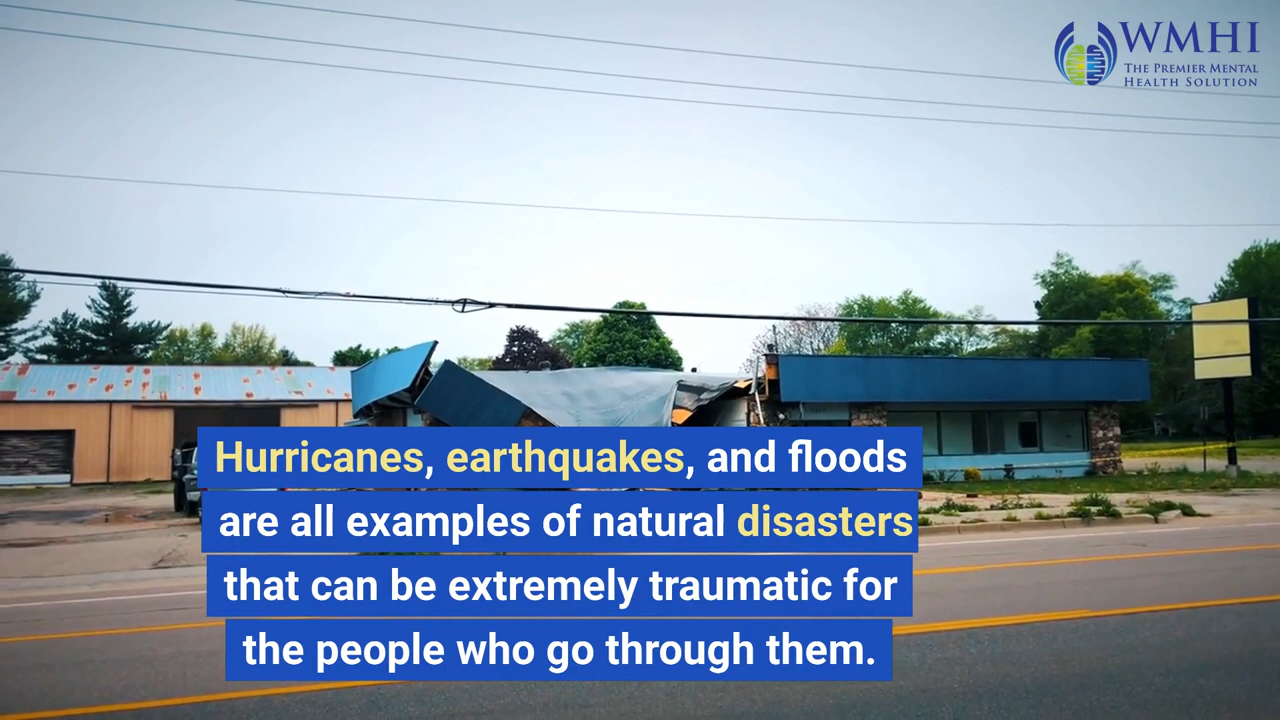 WMHI
THE PREMIER MENTAL
HEALTH SOLUTION
Hurricanes, earthquakes, and floods
are all examples of natural disasters
that can be extremely traumatic for
the people who go through them.